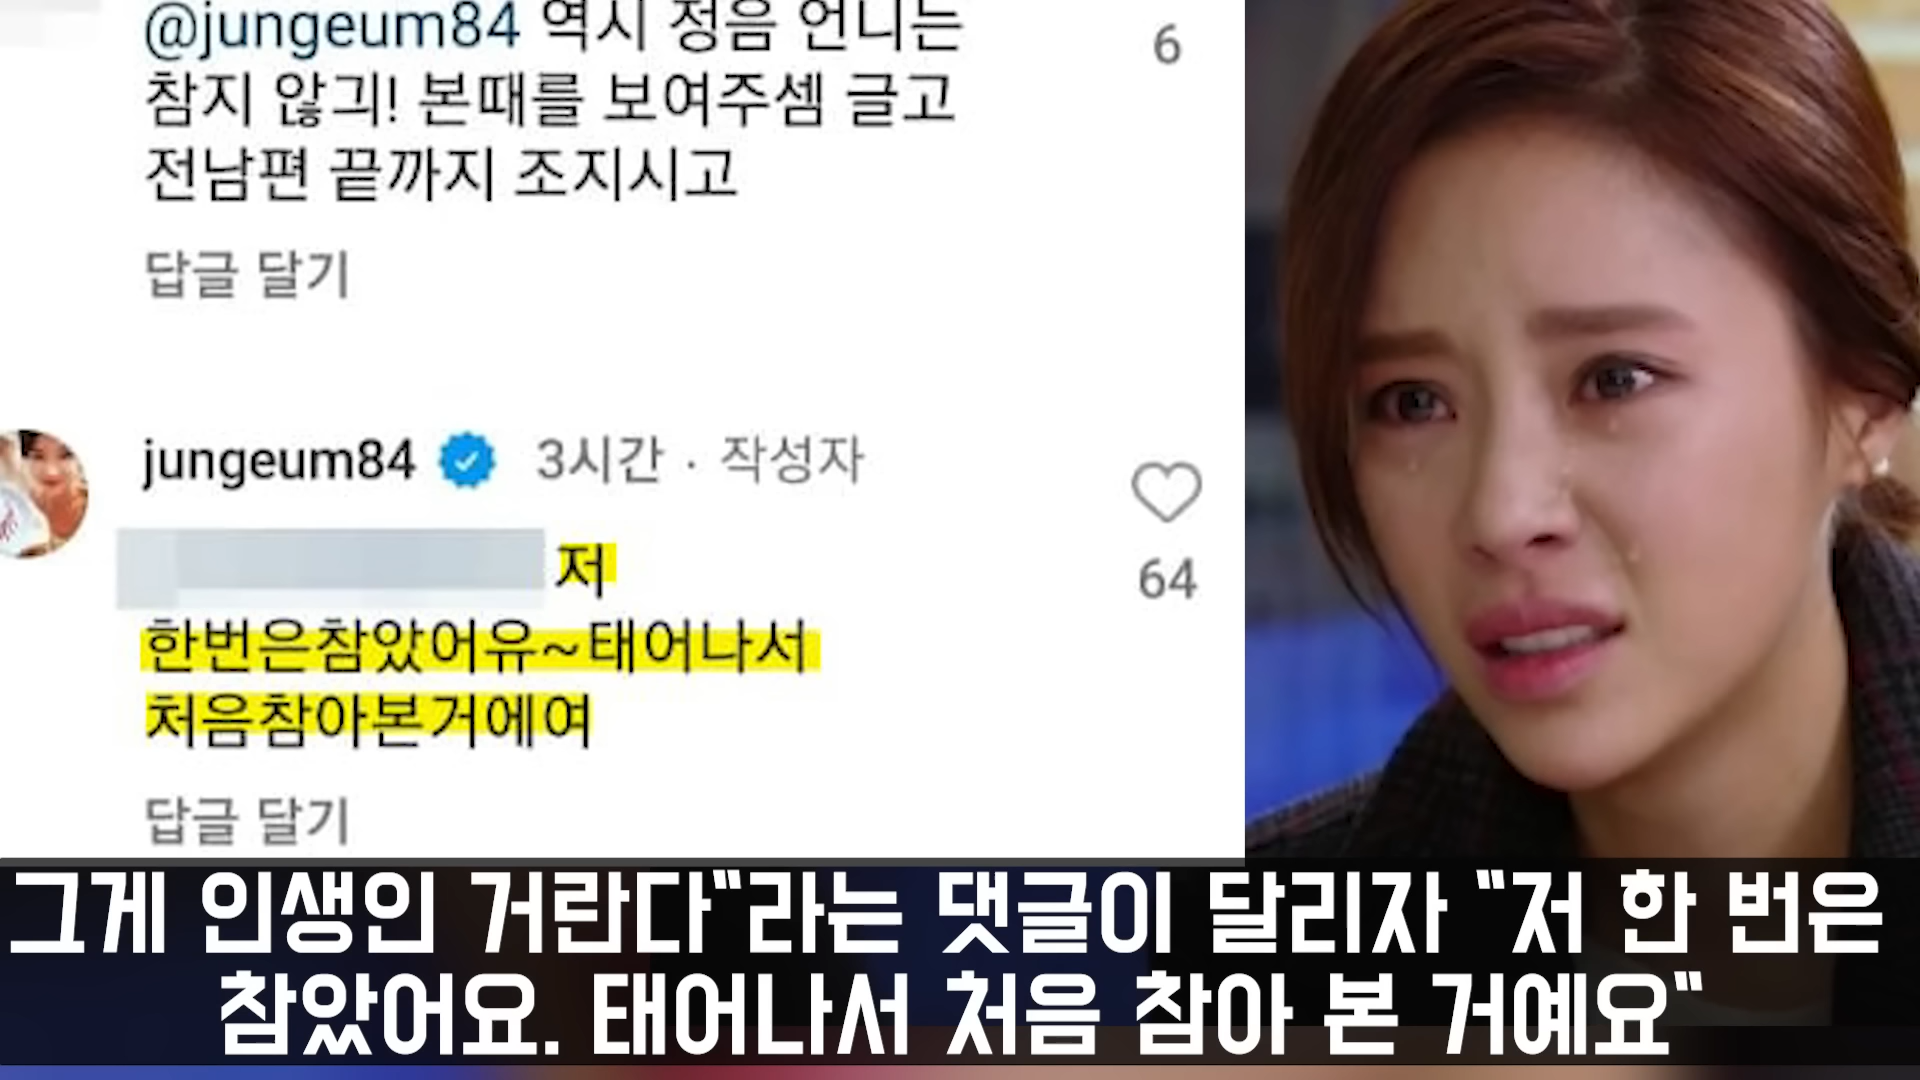 @jungeum84 역시 정음 언니는
6
참지 않긔! 본때를 보여주셈 글고
전남편 끝까지 조지시고
답글 달기
jungeum84 3시간 · 작성자
저
64
한번은참았어유~태어나서
처음참아본거에여
답글 달기
그게 인생인 거란다"라는 댓글이 달리자 "저 한 번은
참았어요. 태어나서 처음 참아 본 거예요"